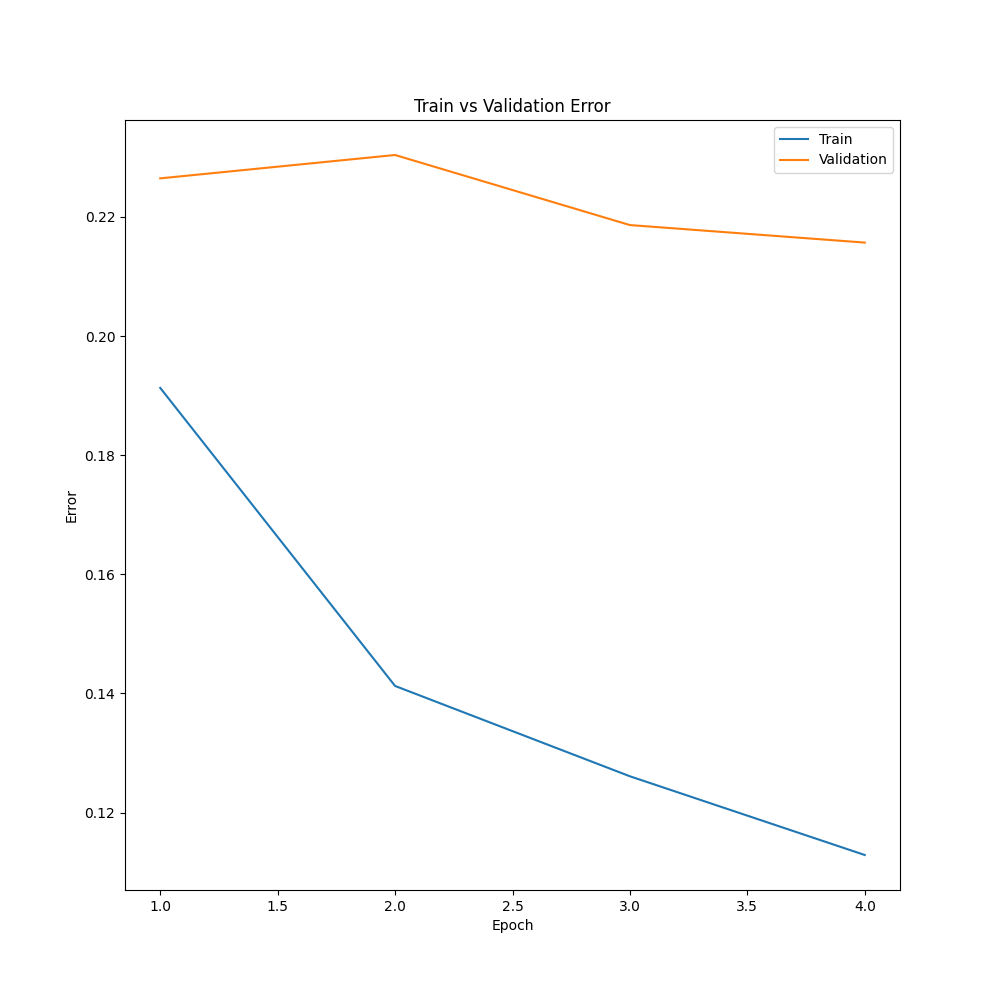 Train vs Validation Error
Train
Validation
0.22
0.20
0.18
0.16
0.14
0.12
Error
1.0 1.5 2.0 2.5 3.0 3.5 4.0
Epoch